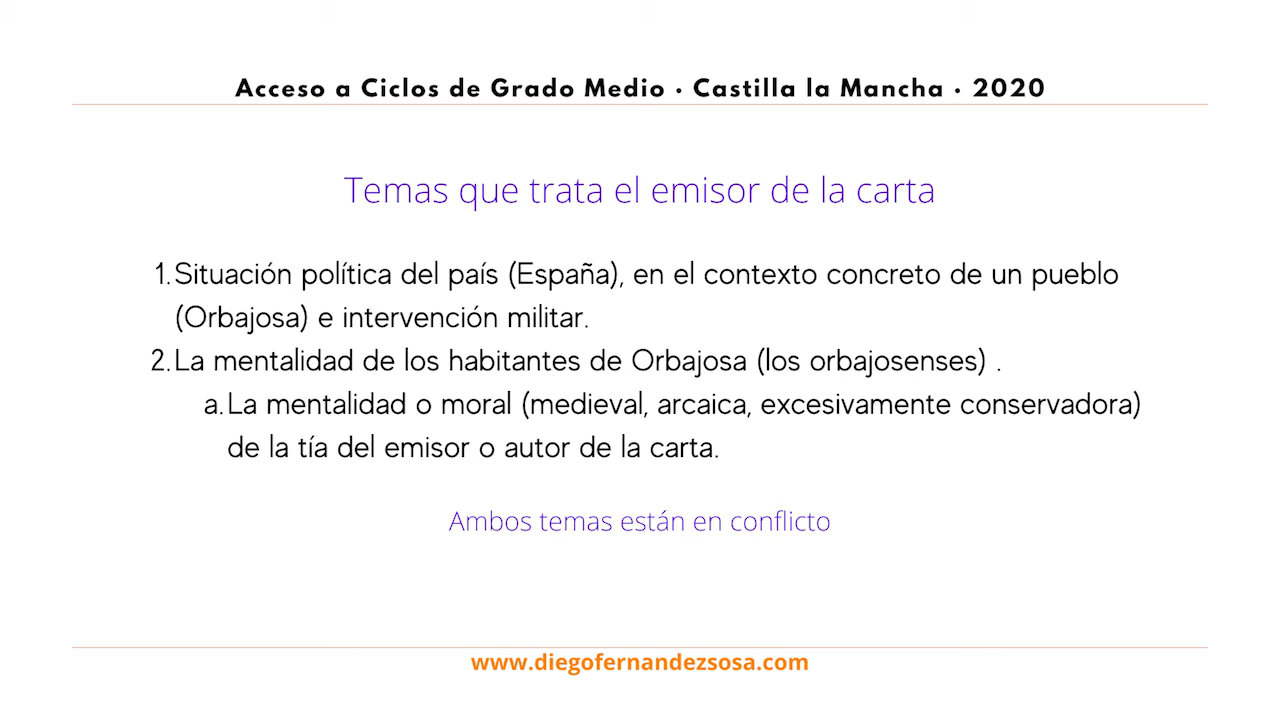 Acceso a Ciclos de Grado Medio · Castilla la Mancha · 2020
Temas que trata el emisor de la carta
1. Situación política del país (España), en el contexto concreto de un pueblo
(Orbajosa) e intervención militar.
2. La mentalidad de los habitantes de Orbajosa (los orbajosenses) .
a. La mentalidad o moral (medieval, arcaica, excesivamente conservadora)
de la tía del emisor o autor de la carta.
Ambos temas están en conflicto
www.diegofernandezsosa.com